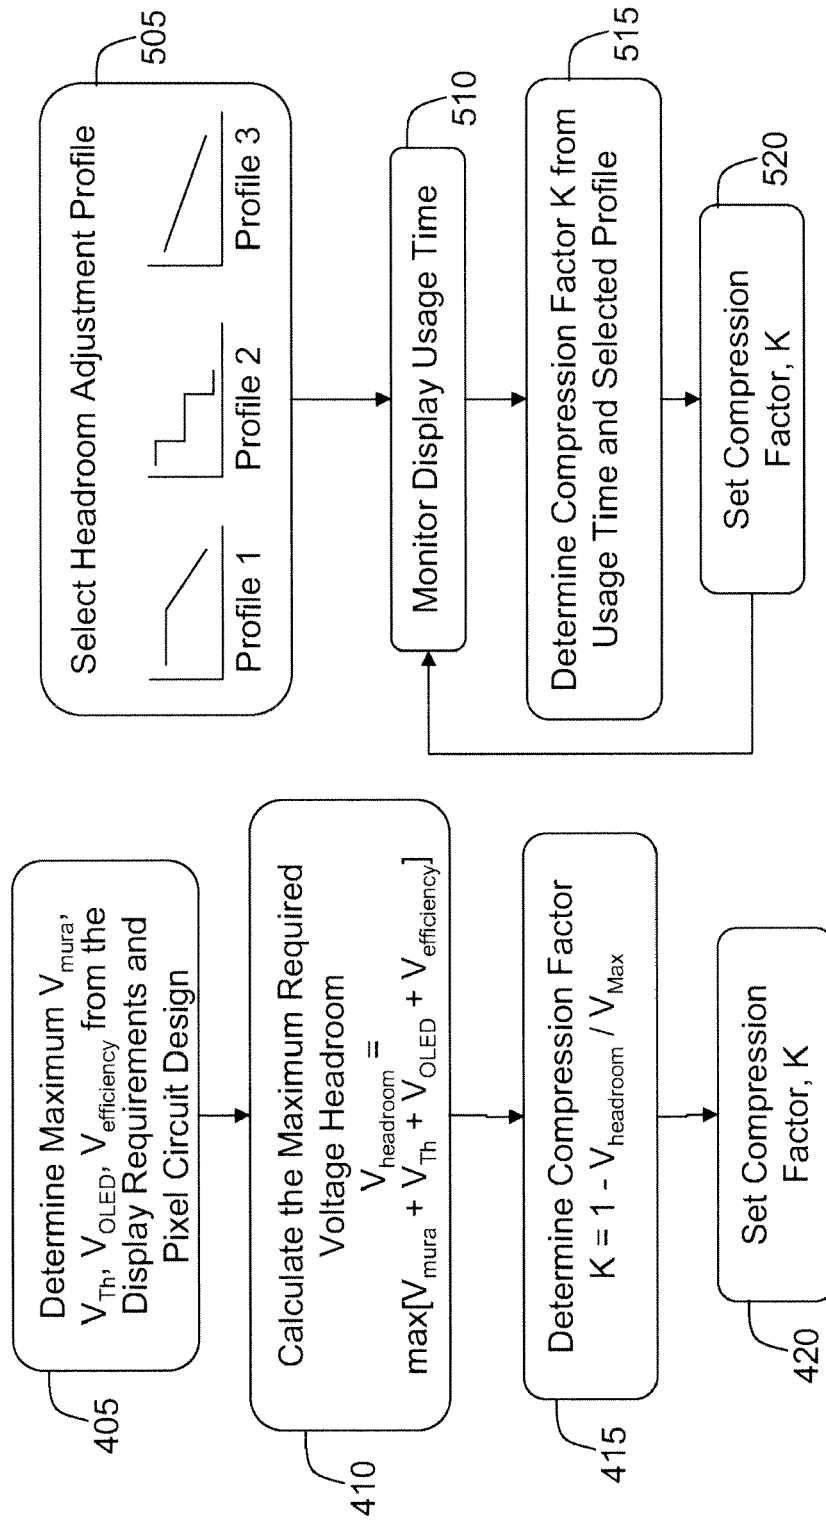 Determine Maximum V_mura,
V_Th, V_OLED, V_efficiency from the
Display Requirements and
Pixel Circuit Design
405
Calculate the Maximum Required
Voltage Headroom
V_headroom =
max[V_mura + V_Th + V_OLED + V_efficiency]
410
Determine Compression Factor
K = 1 - V_headroom / V_Max
415
Set Compression
Factor, K
420
Select Headroom Adjustment Profile
Profile 1
Profile 2
Profile 3
505
Monitor Display Usage Time
510
Determine Compression Factor K from
Usage Time and Selected Profile
515
Set Compression
Factor, K
520